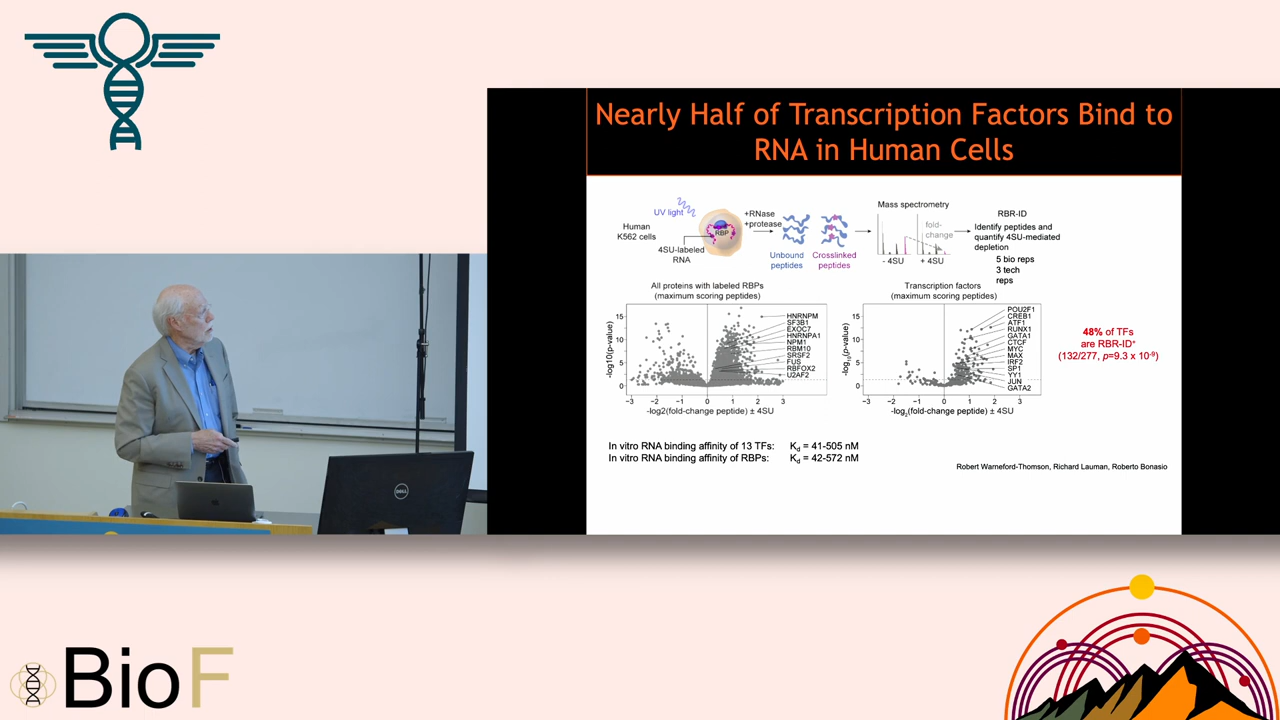 Nearly Half of Transcription Factors Bind to
RNA in Human Cells
UV light
Human
K562 cells
RBP
4SU-labeled
RNA
+RNase
+protease
Unbound
peptides
Crosslinked
peptides
Mass spectrometry
fold-
change
- 4SU + 4SU
RBR-ID
Identify peptides and
quantify 4SU-mediated
depletion
5 bio reps
3 tech
reps
All proteins with labeled RBPs
(maximum scoring peptides)
-log10(p-value)
15
10
5
0
HNRNPM
SF3B1
EXOC7
HNRNPA1
NPM1
RBM10
SRSF2
FUS
RBFOX2
U2AF2
−3 −2 −1 0 1 2 3
-log2(fold-change peptide) ± 4SU
Transcription factors
(maximum scoring peptides)
-log10(p-value)
15
10
5
0
POU2F1
CREB1
ATF1
RUNX1
GATA1
CTCF
MYC
MAX
IRF2
SP1
YY1
JUN
GATA2
−3 −2 −1 0 1 2 3
-log2(fold-change peptide) ± 4SU
48% of TFs
are RBR-ID+
(132/277, p=9.3 x 10-9)
In vitro RNA binding affinity of 13 TFs: Kd = 41-505 nM
In vitro RNA binding affinity of RBPs: Kd = 42-572 nM
Robert Warneford-Thomson, Richard Lauman, Roberto Bonasio
DELL
BioF